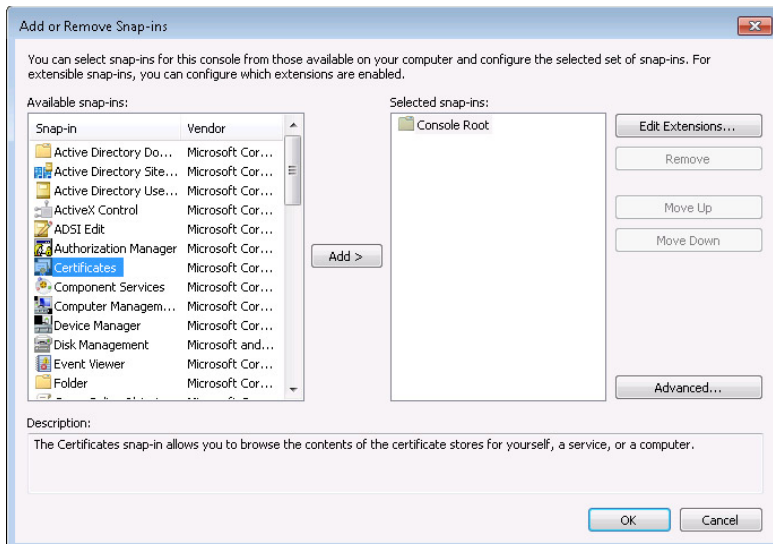 Add or Remove Snap-ins
You can select snap-ins for this console from those available on your computer and configure the selected set of snap-ins. For
extensible snap-ins, you can configure which extensions are enabled.
Available snap-ins:
Snap-in Vendor
Active Directory Do... Microsoft Cor...
Active Directory Site... Microsoft Cor...
Active Directory Use... Microsoft Cor...
ActiveX Control Microsoft Cor...
ADSI Edit Microsoft Cor...
Authorization Manager Microsoft Cor...
Certificates Microsoft Cor...
Component Services Microsoft Cor...
Computer Managem... Microsoft Cor...
Device Manager Microsoft Cor...
Disk Management Microsoft and...
Event Viewer Microsoft Cor...
Folder Microsoft Cor...
Add >
Selected snap-ins:
Console Root
Edit Extensions...
Remove
Move Up
Move Down
Advanced...
Description:
The Certificates snap-in allows you to browse the contents of the certificate stores for yourself, a service, or a computer.
OK Cancel